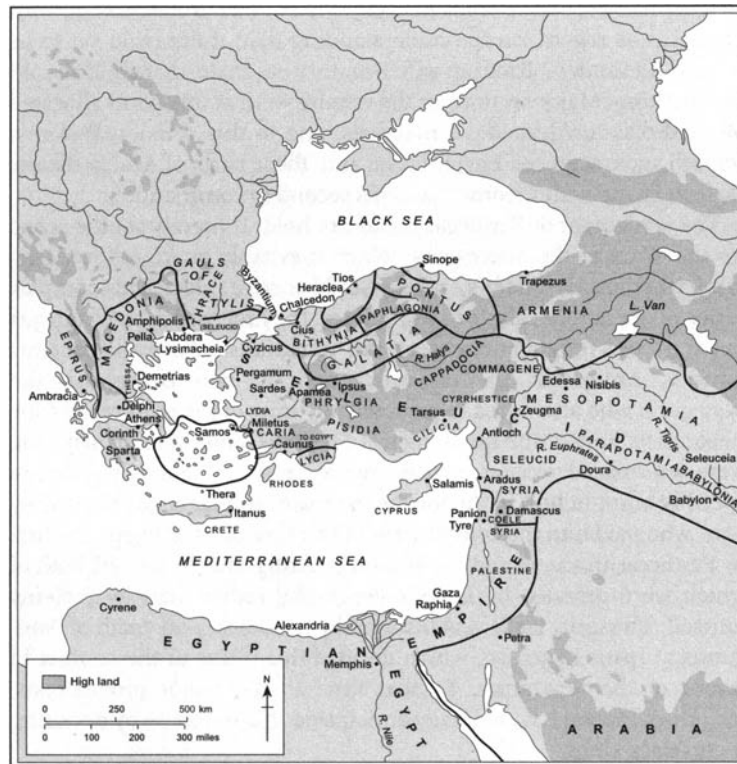 BLACK SEA
GAULS
OF
THRACE
TYLIS
(SELEUCID)
Byzantium
Chalcedon
Tios
Heraclea
Sinope
Trapezus
PONTUS
PAPHLAGONIA
BITHYNIA
Cius
ARMENIA
L. Van
MACEDONIA
Amphipolis
Pella
Abdera
Lysimacheia
Cyzicus
EPIRUS
THESSALY
Demetrias
Ambracia
Delphi
Athens
Corinth
Sparta
GALATIA
R. Halys
CAPPADOCIA
COMMAGENE
Pergamum
Sardes
Apamea
Ipsus
PHRYGIA
LYDIA
Miletus
CARIA
TO EGYPT
Caunus
LYCIA
PISIDIA
Samos
SELEUCID
CYRRHESTICE
Tarsus
CILICIA
Zeugma
Edessa
Nisibis
MESOPOTAMIA
R. Tigris
Antioch
SELEUCID
SYRIA
R. Euphrates
PARAPOTAMIA
BABYLONIA
Seleuceia
Doura
Babylon
Thera
Itanus
CRETE
RHODES
Salamis
CYPRUS
Aradus
Panion
Tyre
Damascus
COELE
SYRIA
PALESTINE
MEDITERRANEAN SEA
Cyrene
Alexandria
Gaza
Raphia
EGYPTIAN EMPIRE
Memphis
Petra
EGYPT
R. Nile
ARABIA
High land
N
0 250 500 km
0 100 200 300 miles